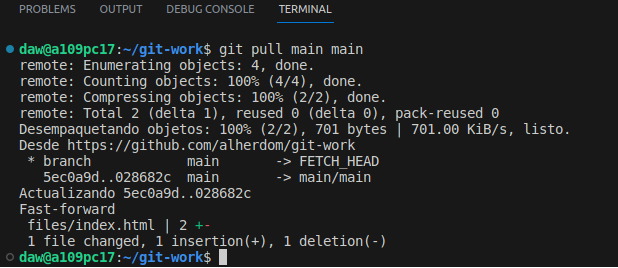 PROBLEMS OUTPUT DEBUG CONSOLE TERMINAL
daw@a109pc17:~/git-work$ git pull main main
remote: Enumerating objects: 4, done.
remote: Counting objects: 100% (4/4), done.
remote: Compressing objects: 100% (2/2), done.
remote: Total 2 (delta 1), reused 0 (delta 0), pack-reused 0
Desempaquetando objetos: 100% (2/2), 701 bytes | 701.00 KiB/s, listo.
Desde https://github.com/alherdom/git-work
 * branch            main       -> FETCH_HEAD
   5ec0a9d..028682c  main       -> main/main
Actualizando 5ec0a9d..028682c
Fast-forward
 files/index.html | 2 +-
 1 file changed, 1 insertion(+), 1 deletion(-)
daw@a109pc17:~/git-work$